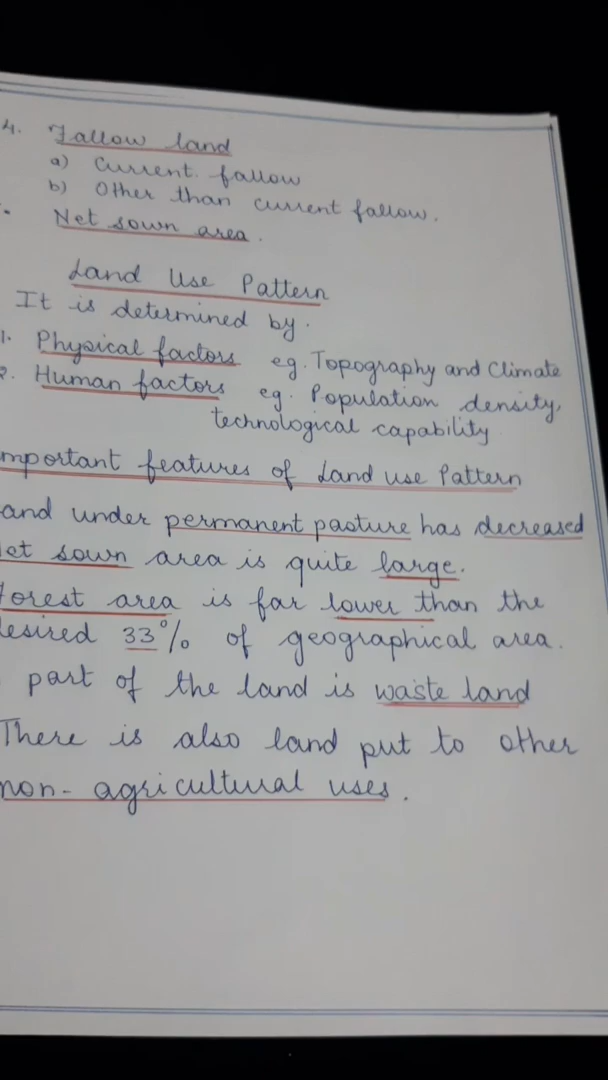 4. Fallow land
a) Current fallow
b) Other than current fallow.
Net sown area.
Land Use Pattern
It is determined by.
1. Physical factors eg. Topography and Climate
2. Human factors eg. Population density,
technological capability
mportant features of Land use Pattern
and under permanent pasture has decreased
et sown area is quite large.
Forest area is far lower than the
desired 33% of geographical area.
part of the land is waste land
There is also land put to other
non-agricultural uses.